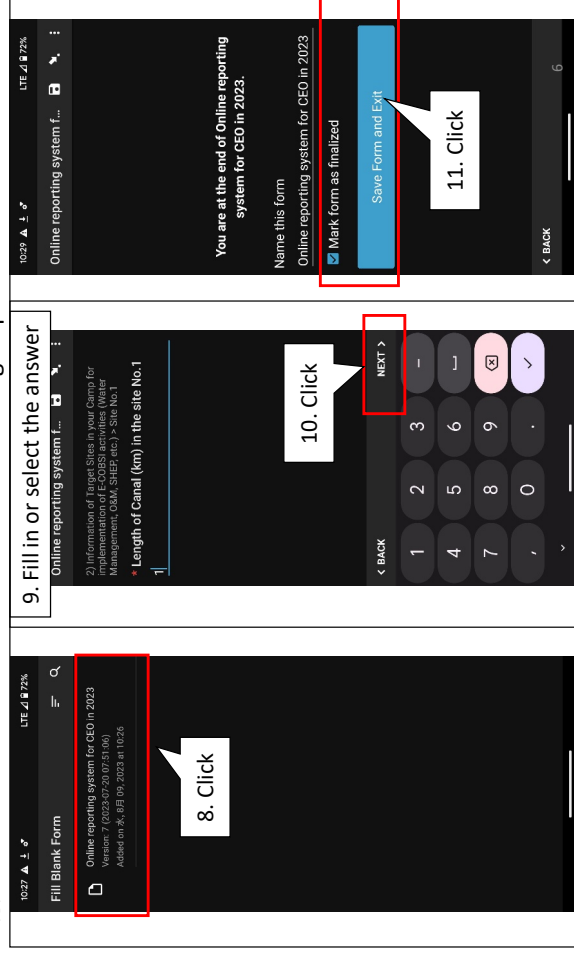 10:27
LTE 72%
Fill Blank Form
Online reporting system for CEO in 2023
Version: 7 (2023-07-20 07:51:06)
Added on 水, 8月 09, 2023 at 10:26
8. Click
9. Fill in or select the answer
Online reporting system f...
2) Information of Target Sites in your Camp for
implementation of E-COBSI activities (Water
Management, O&M, SHEP, etc.) > Site No.1
* Length of Canal (km) in the site No.1
1
10. Click
< BACK
NEXT >
1 2 3 –
4 5 6
7 8 9
, 0 .
10:29
LTE 72%
Online reporting system f...
You are at the end of Online reporting
system for CEO in 2023.
Name this form
Online reporting system for CEO in 2023
Mark form as finalized
Save Form and Exit
11. Click
< BACK
6